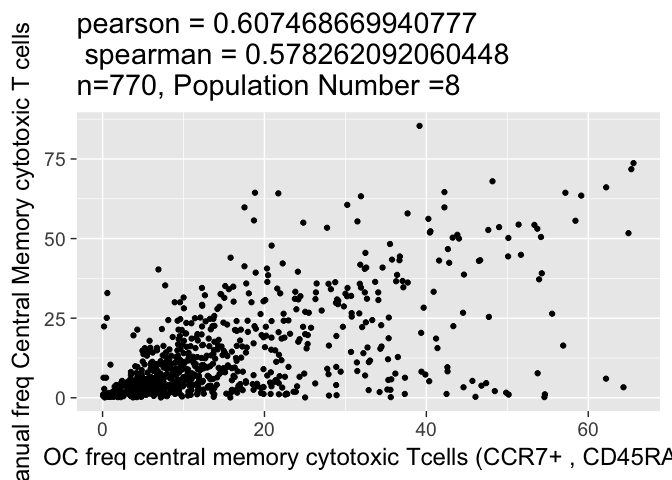 pearson = 0.607468669940777
spearman = 0.578262092060448
n=770, Population Number =8
anual freq Central Memory cytotoxic T cells
75
50
25
0
0 20 40 60
OC freq central memory cytotoxic Tcells (CCR7+ , CD45RA